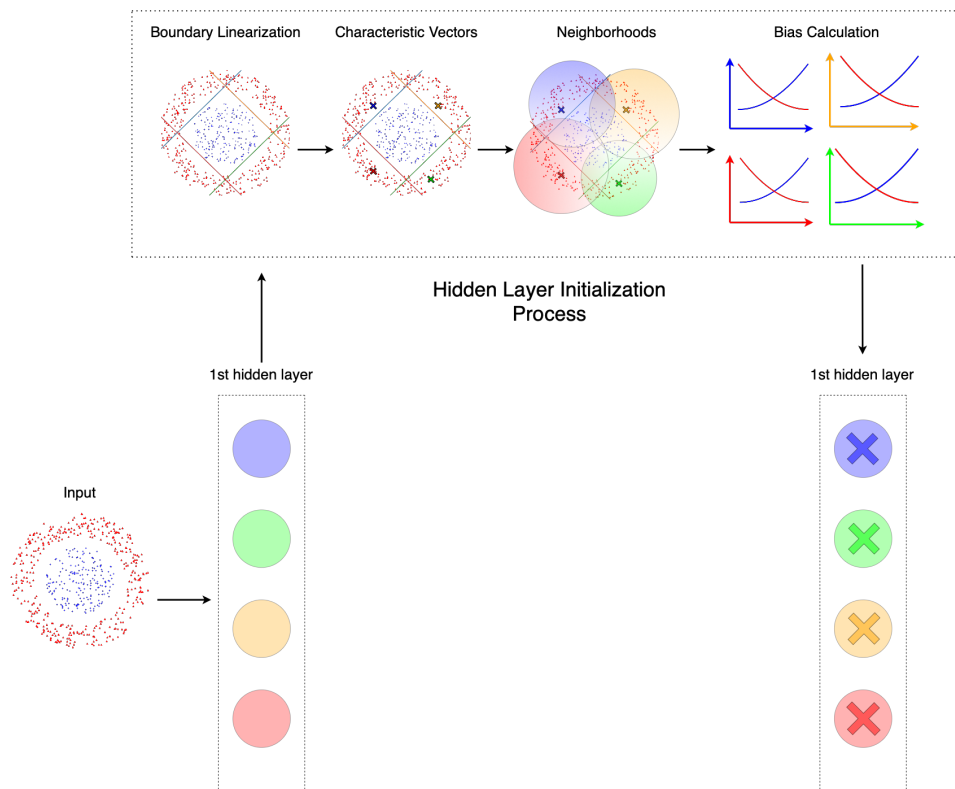 Boundary Linearization
Characteristic Vectors
Neighborhoods
Bias Calculation
Hidden Layer Initialization
Process
1st hidden layer
1st hidden layer
Input